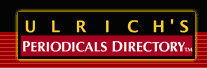 ULRICH'S
PERIODICALS DIRECTORY™